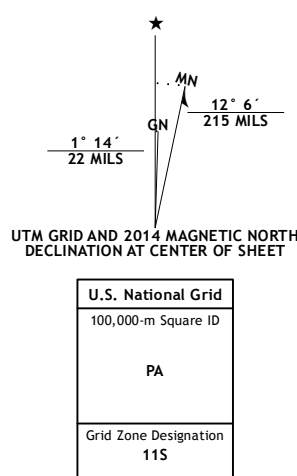 MN
GN
12° 6´
215 MILS
1° 14´
22 MILS
UTM GRID AND 2014 MAGNETIC NORTH
DECLINATION AT CENTER OF SHEET
U.S. National Grid
100,000-m Square ID
PA
Grid Zone Designation
11S